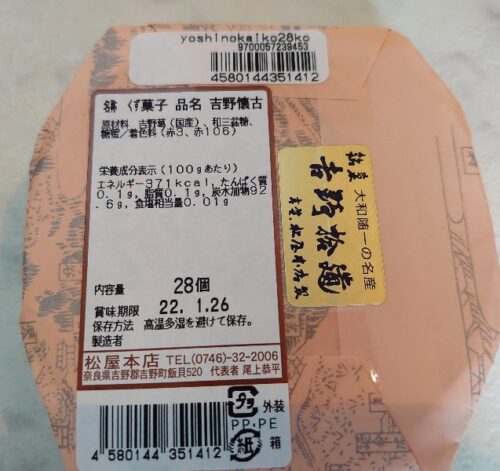 yoshinokaiko28ko
9700057239453
4580144351412
名称 くず菓子 品名 吉野懐古
原材料 吉野葛(国産)、和三盆糖、
糖蜜/着色料(赤3、赤106)
栄養成分表示(100gあたり)
エネルギー371kcal、たんぱく質
0.1g、脂質0.1g、炭水加物92
.6g、食塩相当量0.01g
内容量 28個
賞味期限 22.1.26
保存方法 高温多湿を避けて保存。
製造者
松屋本店 TEL(0746)-32-2006
奈良県吉野郡吉野町飯貝520 代表者 尾上恭平
4 580144 351412
外装
PP.PE
紙 箱
銘菓 大和随一の名産
吉野拾遺